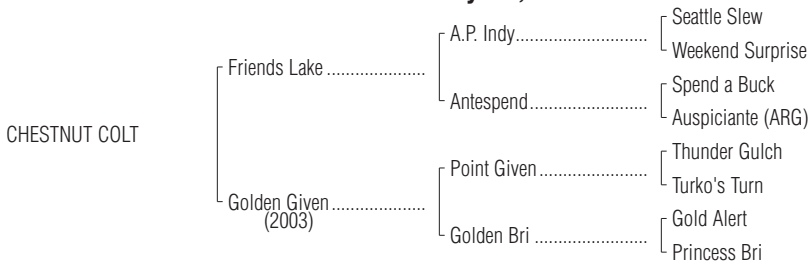 Seattle Slew
A.P. Indy
Weekend Surprise
Friends Lake
Spend a Buck
Antespend
Auspiciante (ARG)
CHESTNUT COLT
Thunder Gulch
Point Given
Turko's Turn
Golden Given
(2003)
Gold Alert
Golden Bri
Princess Bri